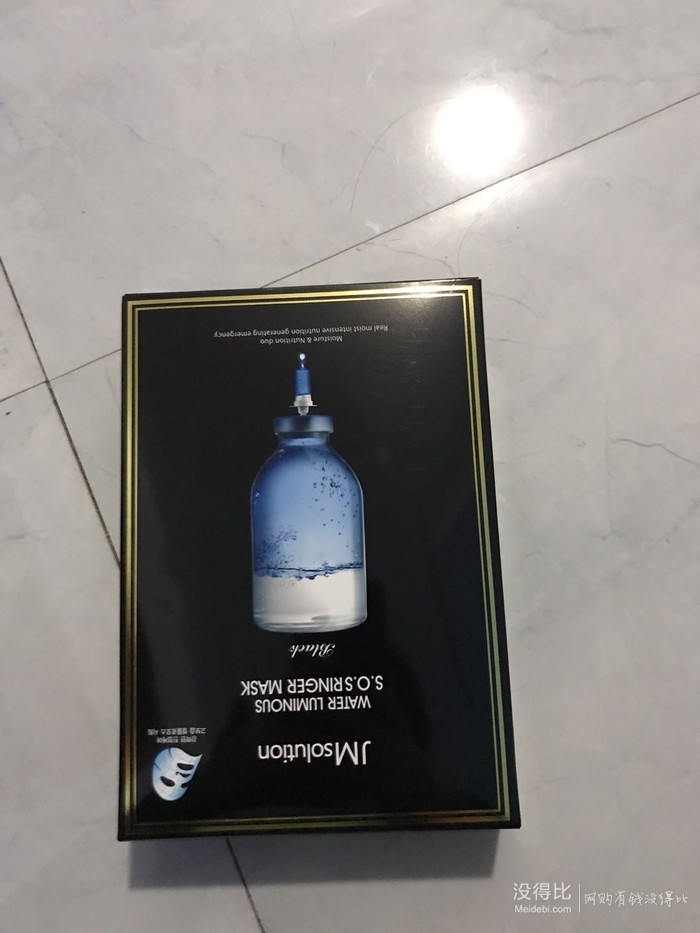 JMsolution
WATER LUMINOUS
S.O.S RINGER MASK
Black
Moisture & Nutrition duo
Real moist intensive nutrition generating emergency
没得比
Meidebi.com
网购有钱没得比